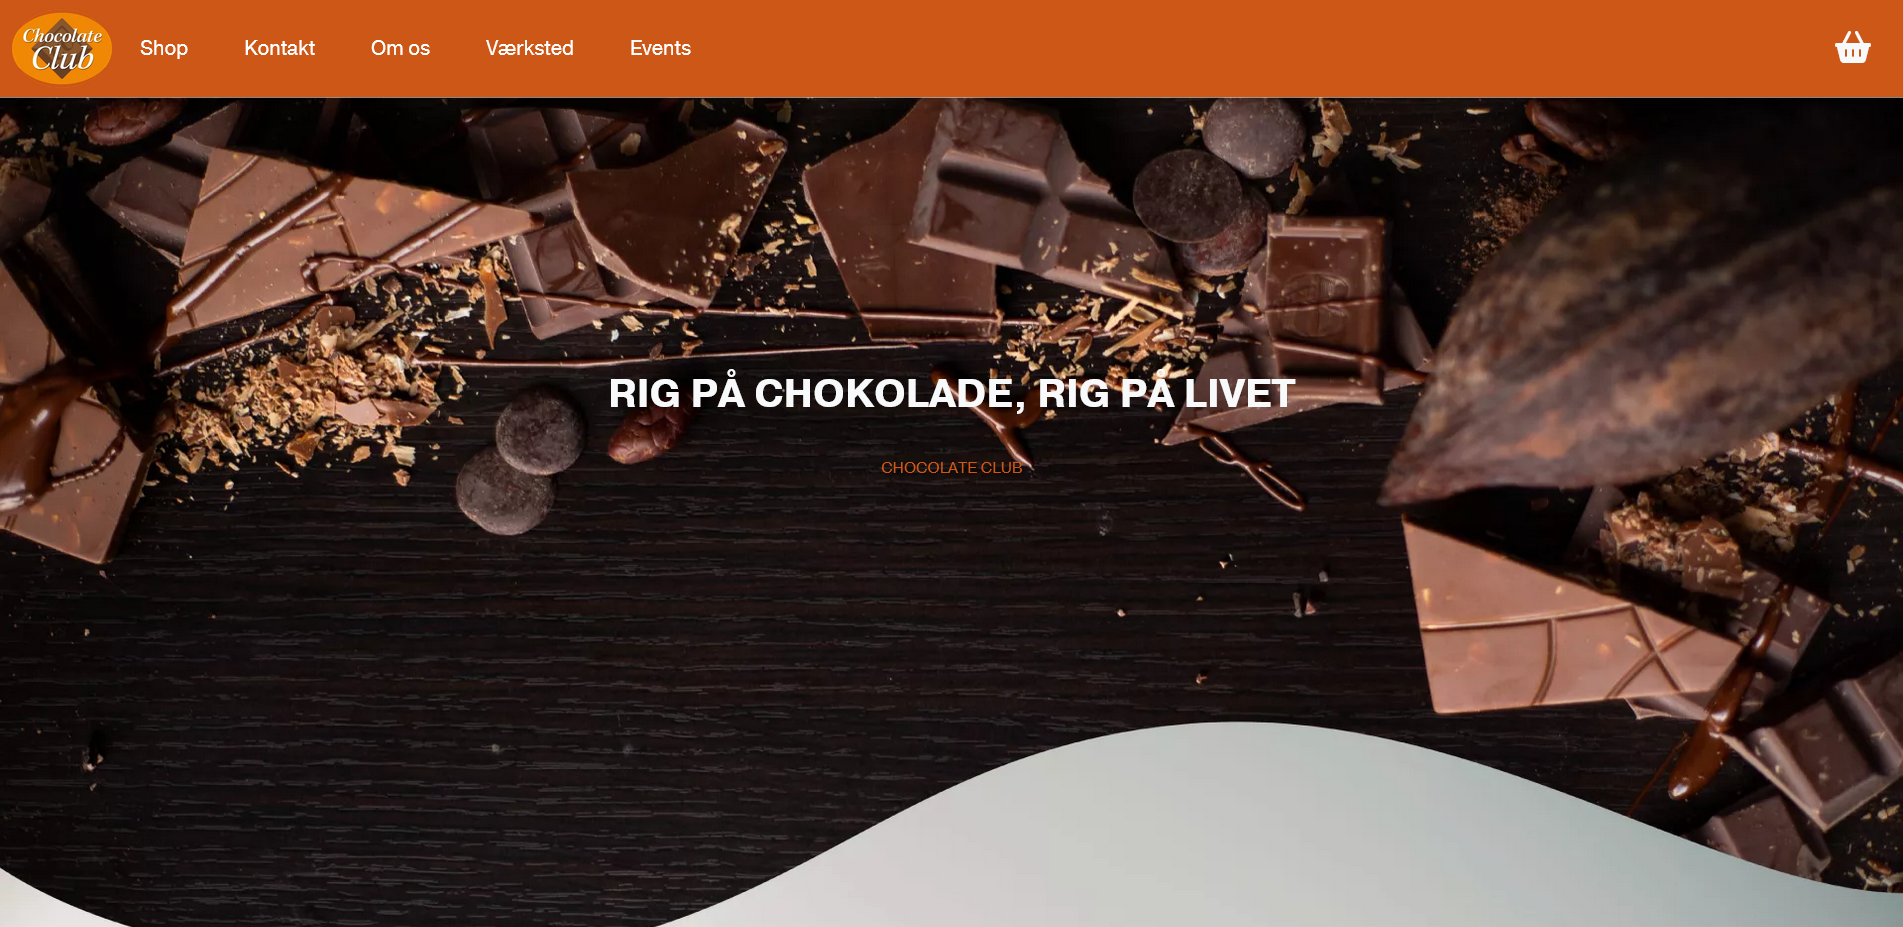 Chocolate
Club
Shop
Kontakt
Om os
Værksted
Events
RIG PÅ CHOKOLADE, RIG PÅ LIVET
CHOCOLATE CLUB